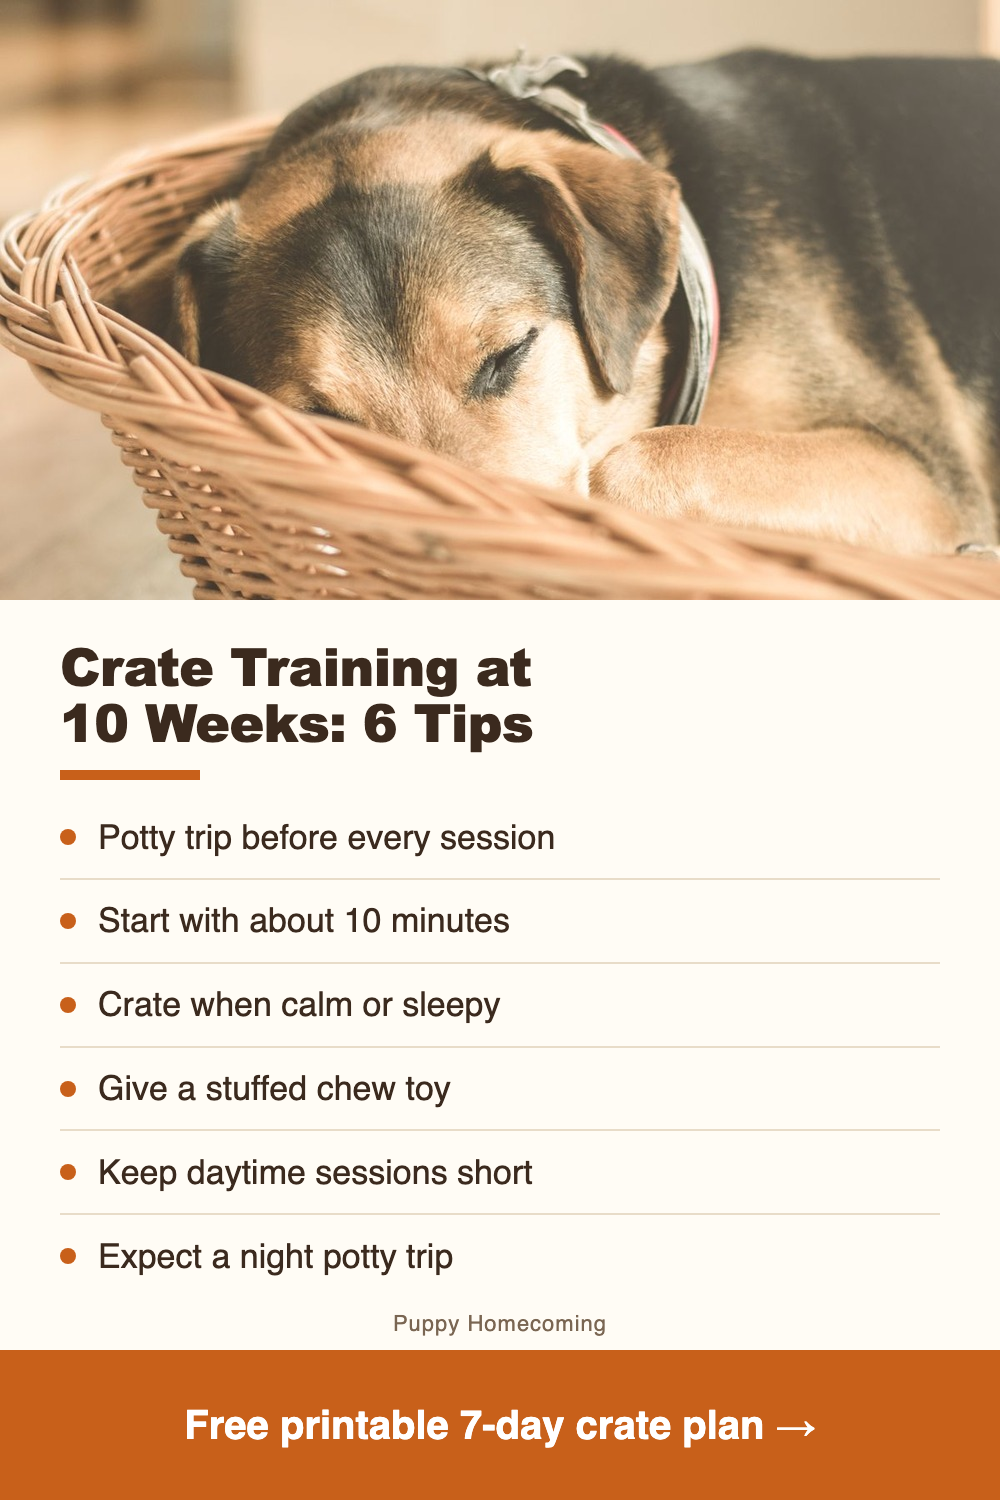 Crate Training at
10 Weeks: 6 Tips
Potty trip before every session
Start with about 10 minutes
Crate when calm or sleepy
Give a stuffed chew toy
Keep daytime sessions short
Expect a night potty trip
Puppy Homecoming
Free printable 7-day crate plan →